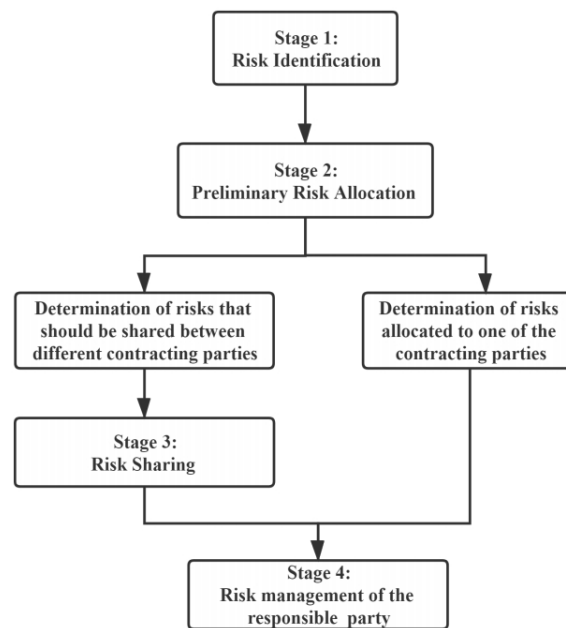 Stage 1:
Risk Identification
Stage 2:
Preliminary Risk Allocation
Determination of risks that
should be shared between
different contracting parties
Determination of risks
allocated to one of the
contracting parties
Stage 3:
Risk Sharing
Stage 4:
Risk management of the
responsible party